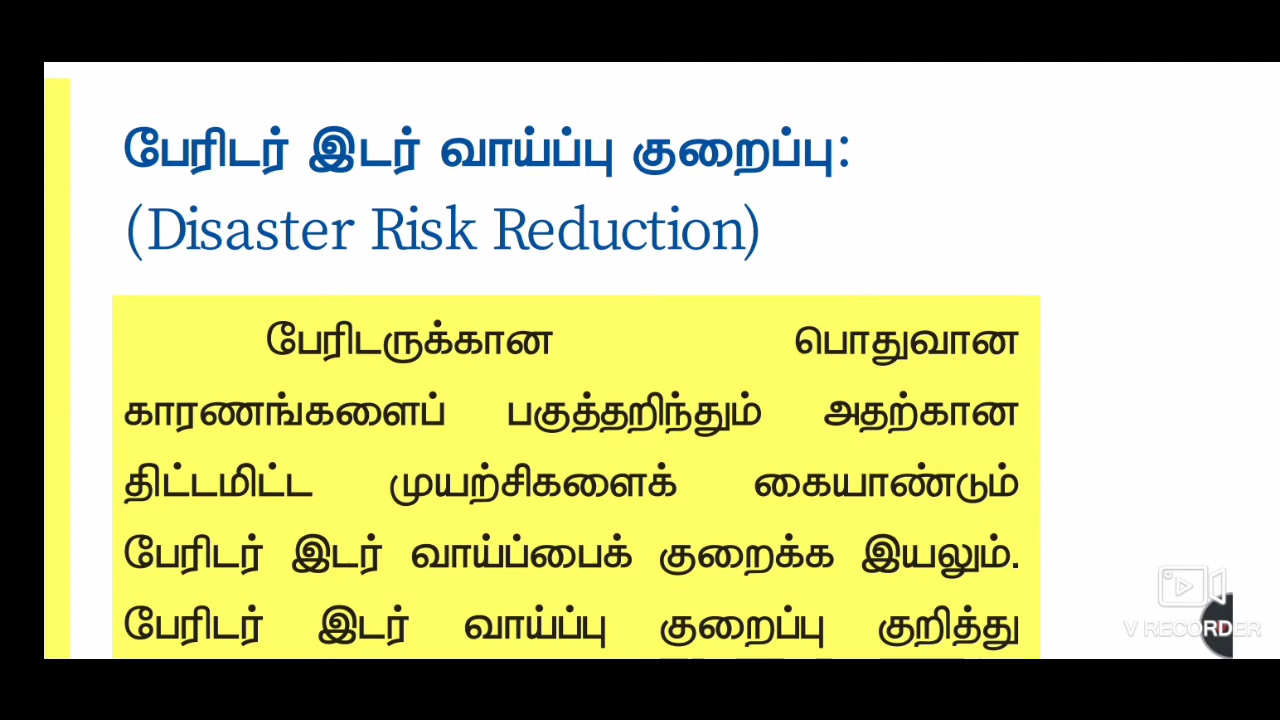 பேரிடர் இடர் வாய்ப்பு குறைப்பு:
(Disaster Risk Reduction)
பேரிடருக்கான பொதுவான
காரணங்களைப் பகுத்தறிந்தும் அதற்கான
திட்டமிட்ட முயற்சிகளைக் கையாண்டும்
பேரிடர் இடர் வாய்ப்பைக் குறைக்க இயலும்.
பேரிடர் இடர் வாய்ப்பு குறைப்பு குறித்து
V RECORDER